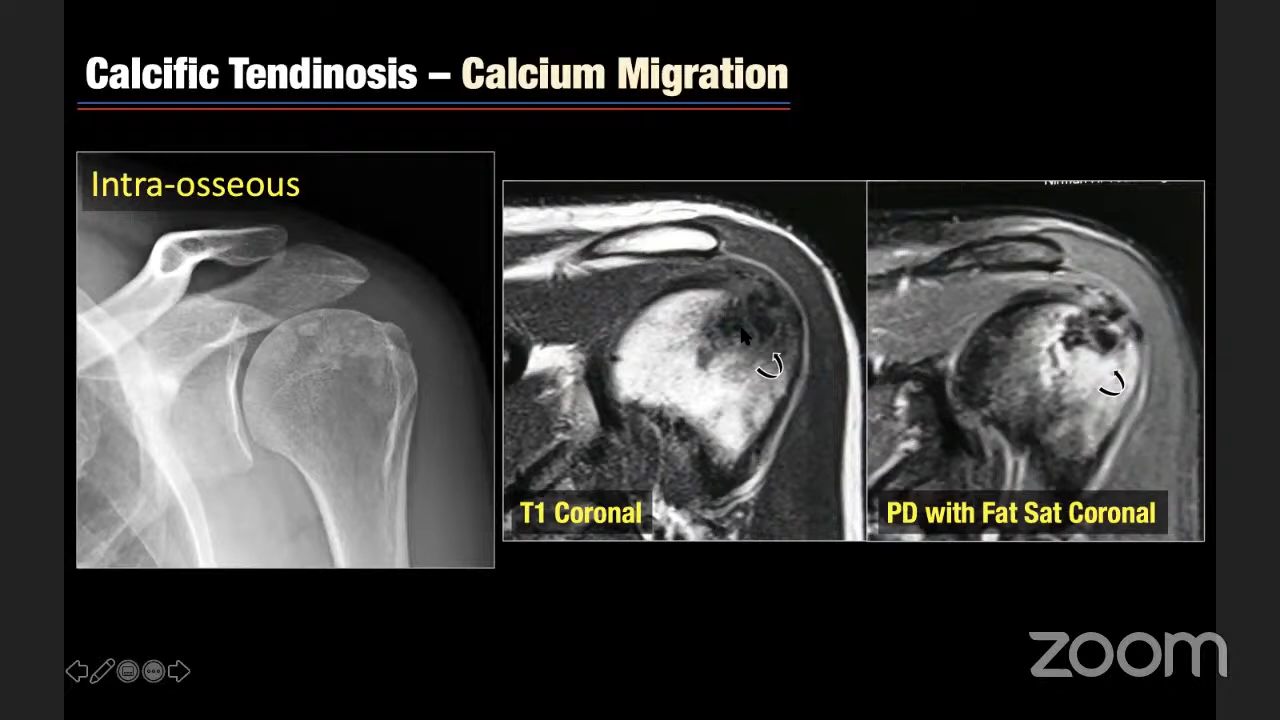 Calcific Tendinosis – Calcium Migration
Intra-osseous
T1 Coronal
PD with Fat Sat Coronal
zoom